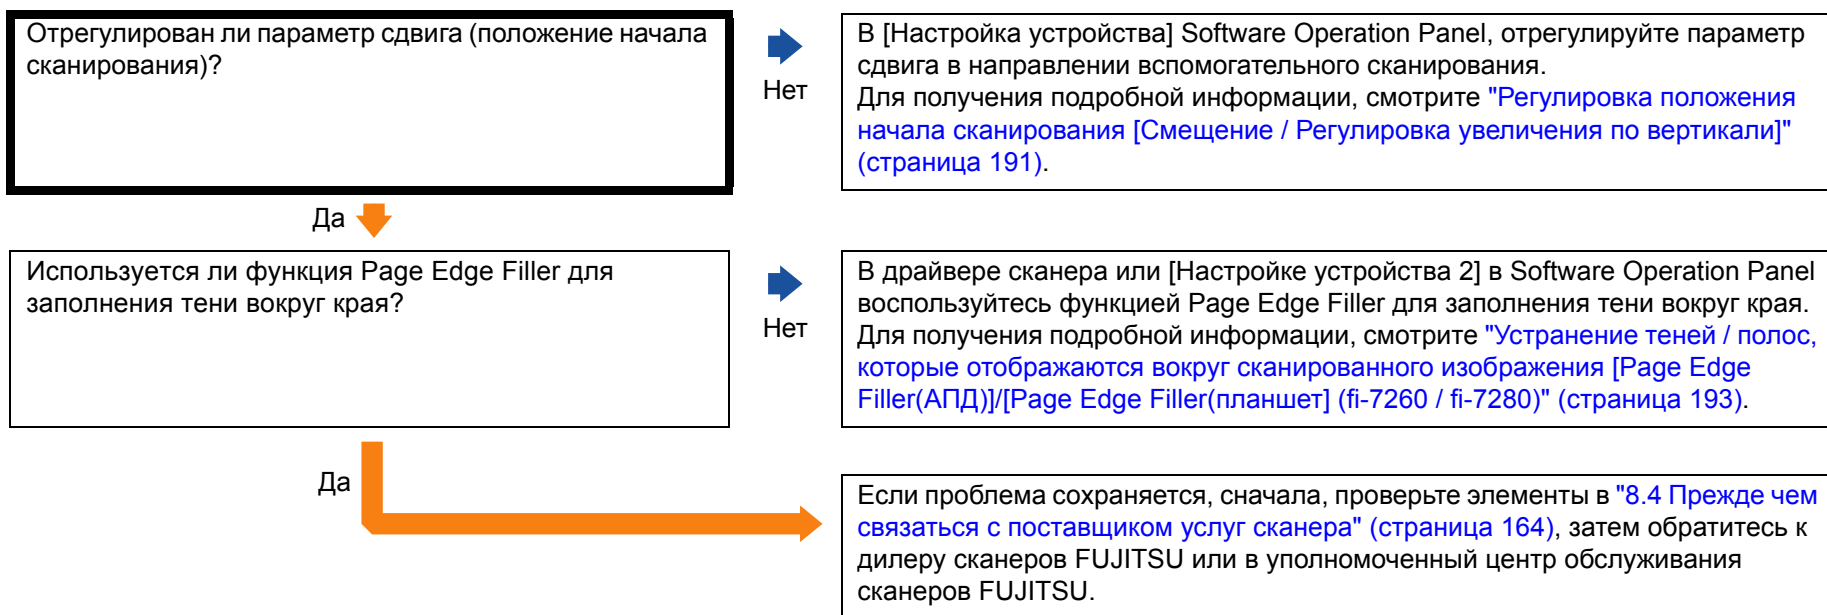 Отрегулирован ли параметр сдвига (положение начала
сканирования)?
Нет
В [Настройка устройства] Software Operation Panel, отрегулируйте параметр
сдвига в направлении вспомогательного сканирования.
Для получения подробной информации, смотрите "Регулировка положения
начала сканирования [Смещение / Регулировка увеличения по вертикали]"
(страница 191).
Да
Используется ли функция Page Edge Filler для
заполнения тени вокруг края?
Нет
В драйвере сканера или [Настройке устройства 2] в Software Operation Panel
воспользуйтесь функцией Page Edge Filler для заполнения тени вокруг края.
Для получения подробной информации, смотрите "Устранение теней / полос,
которые отображаются вокруг сканированного изображения [Page Edge
Filler(АПД)]/[Page Edge Filler(планшет] (fi-7260 / fi-7280)" (страница 193).
Да
Если проблема сохраняется, сначала, проверьте элементы в "8.4 Прежде чем
связаться с поставщиком услуг сканера" (страница 164), затем обратитесь к
дилеру сканеров FUJITSU или в уполномоченный центр обслуживания
сканеров FUJITSU.